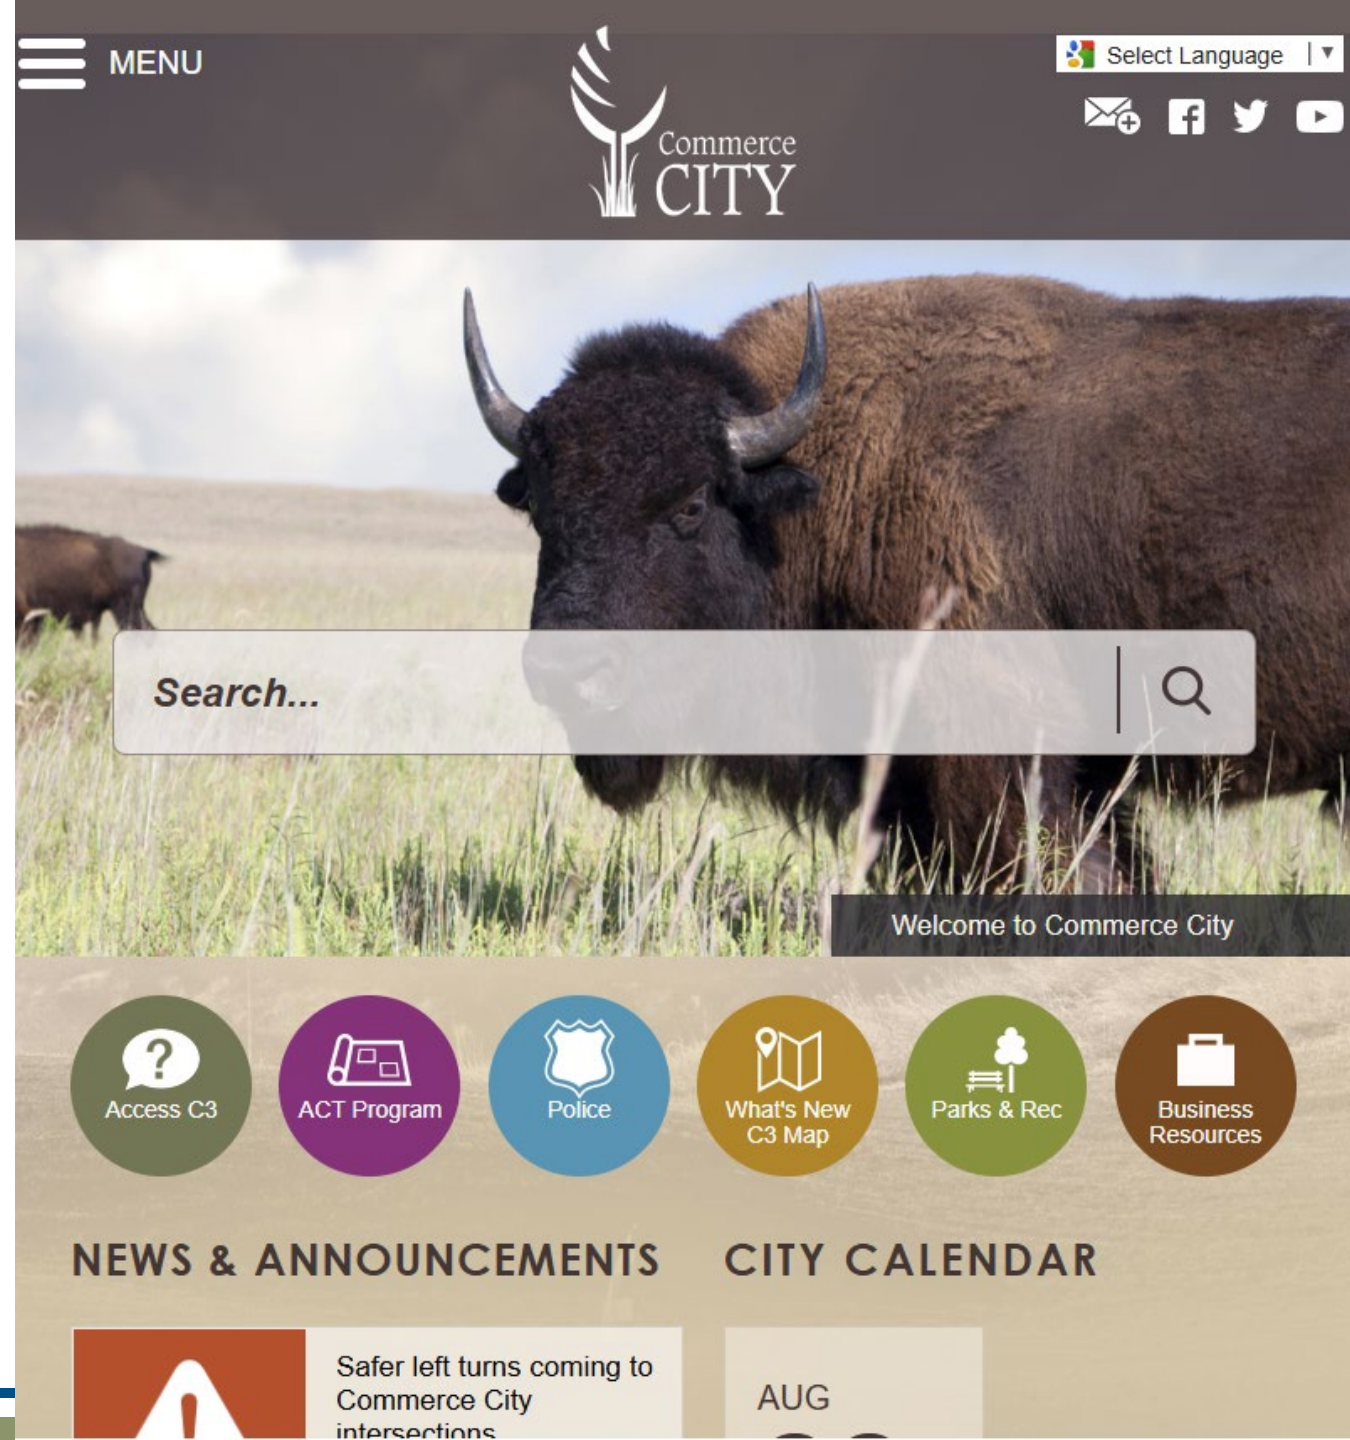 MENU
Commerce
CITY
Select Language
Search...
Welcome to Commerce City
Access C3
ACT Program
Police
What's New
C3 Map
Parks & Rec
Business
Resources
NEWS & ANNOUNCEMENTS
CITY CALENDAR
Safer left turns coming to
Commerce City
intersections
AUG